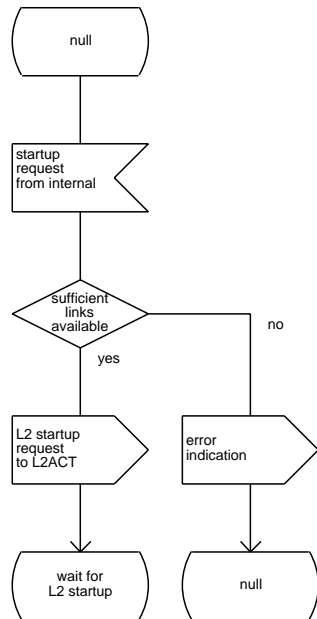 null
startup
request
from internal
sufficient
links
available
no
yes
L2 startup
request
to L2ACT
error
indication
wait for
L2 startup
null